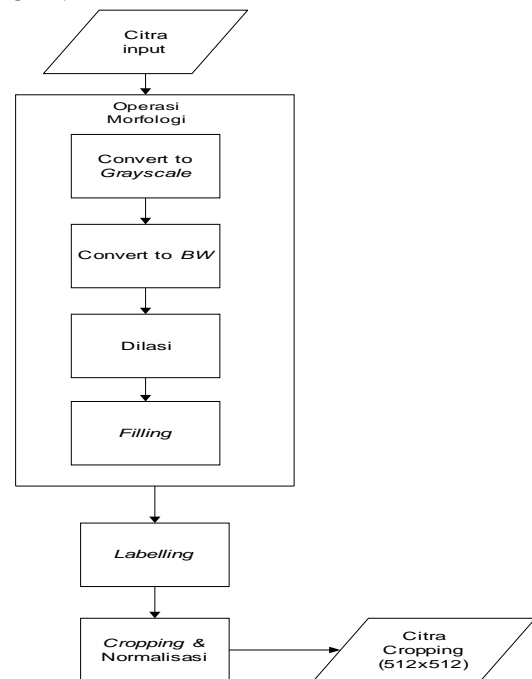 Citra
input
Operasi
Morfologi
Convert to
Grayscale
Convert to BW
Dilasi
Filling
Labelling
Cropping &
Normalisasi
Citra
Cropping
(512x512)